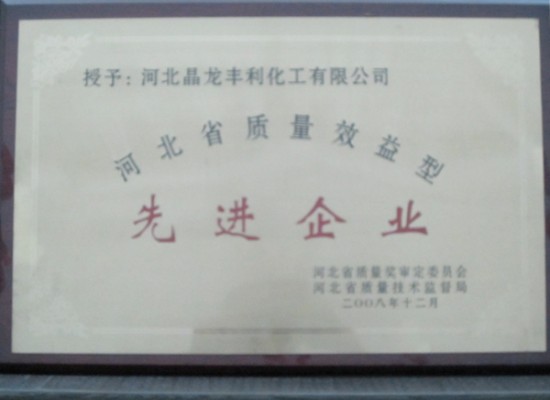 授予：河北晶龙丰利化工有限公司
河北省质量效益型
先进企业
河北省质量奖审定委员会
河北省质量技术监督局
二〇〇八年十二月